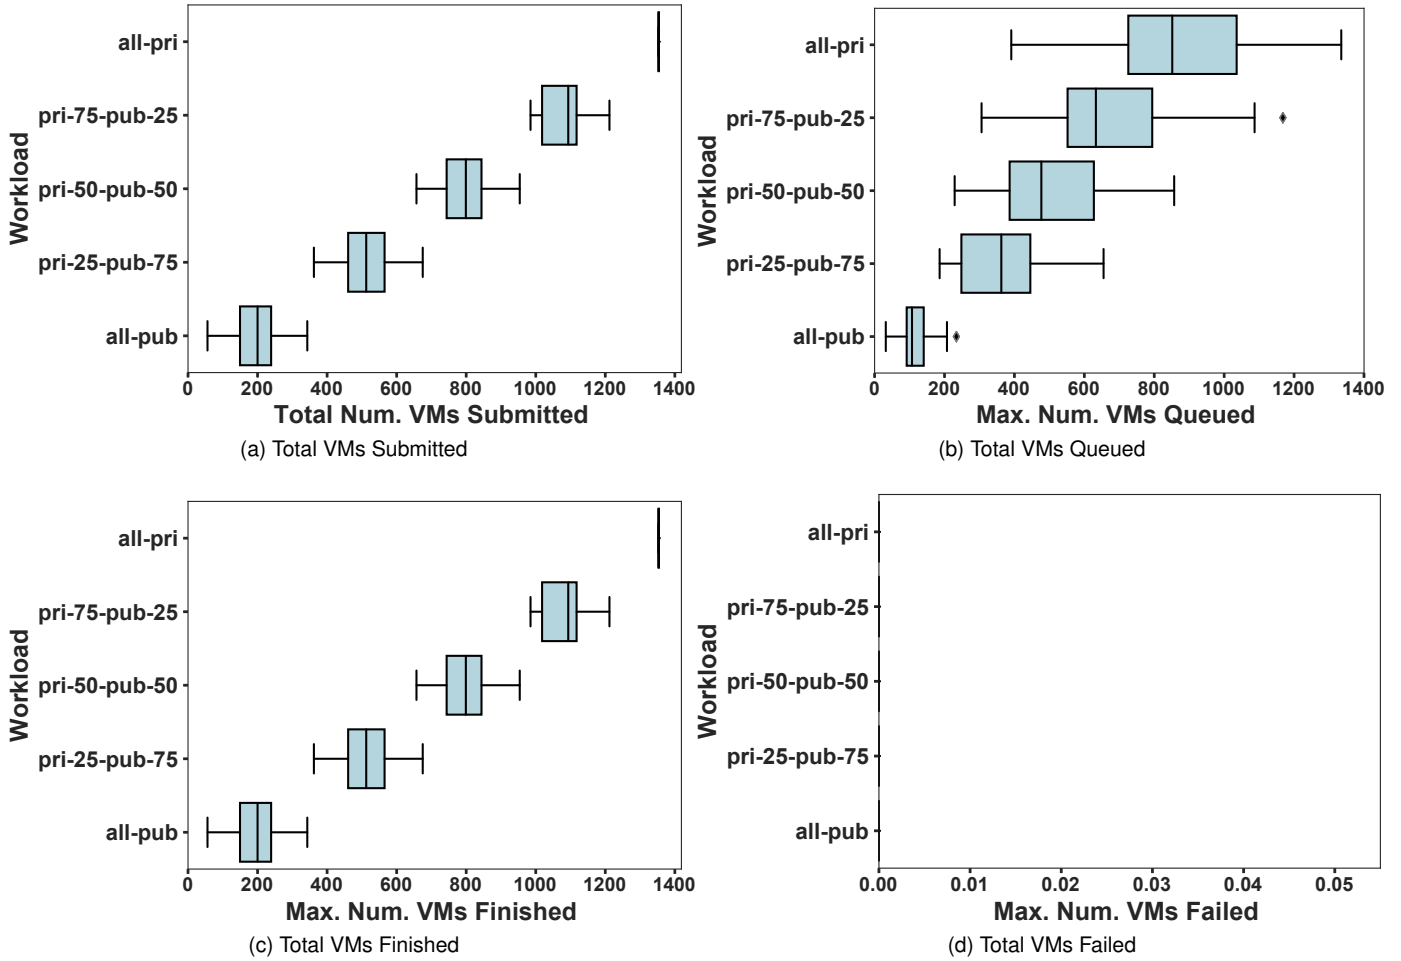 all-pri
pri-75-pub-25
pri-50-pub-50
pri-25-pub-75
all-pub
Workload
0 200 400 600 800 1000 1200 1400
Total Num. VMs Submitted
(a) Total VMs Submitted
all-pri
pri-75-pub-25
pri-50-pub-50
pri-25-pub-75
all-pub
Workload
0 200 400 600 800 1000 1200 1400
Max. Num. VMs Queued
(b) Total VMs Queued
all-pri
pri-75-pub-25
pri-50-pub-50
pri-25-pub-75
all-pub
Workload
0 200 400 600 800 1000 1200 1400
Max. Num. VMs Finished
(c) Total VMs Finished
all-pri
pri-75-pub-25
pri-50-pub-50
pri-25-pub-75
all-pub
Workload
0.00 0.01 0.02 0.03 0.04 0.05
Max. Num. VMs Failed
(d) Total VMs Failed